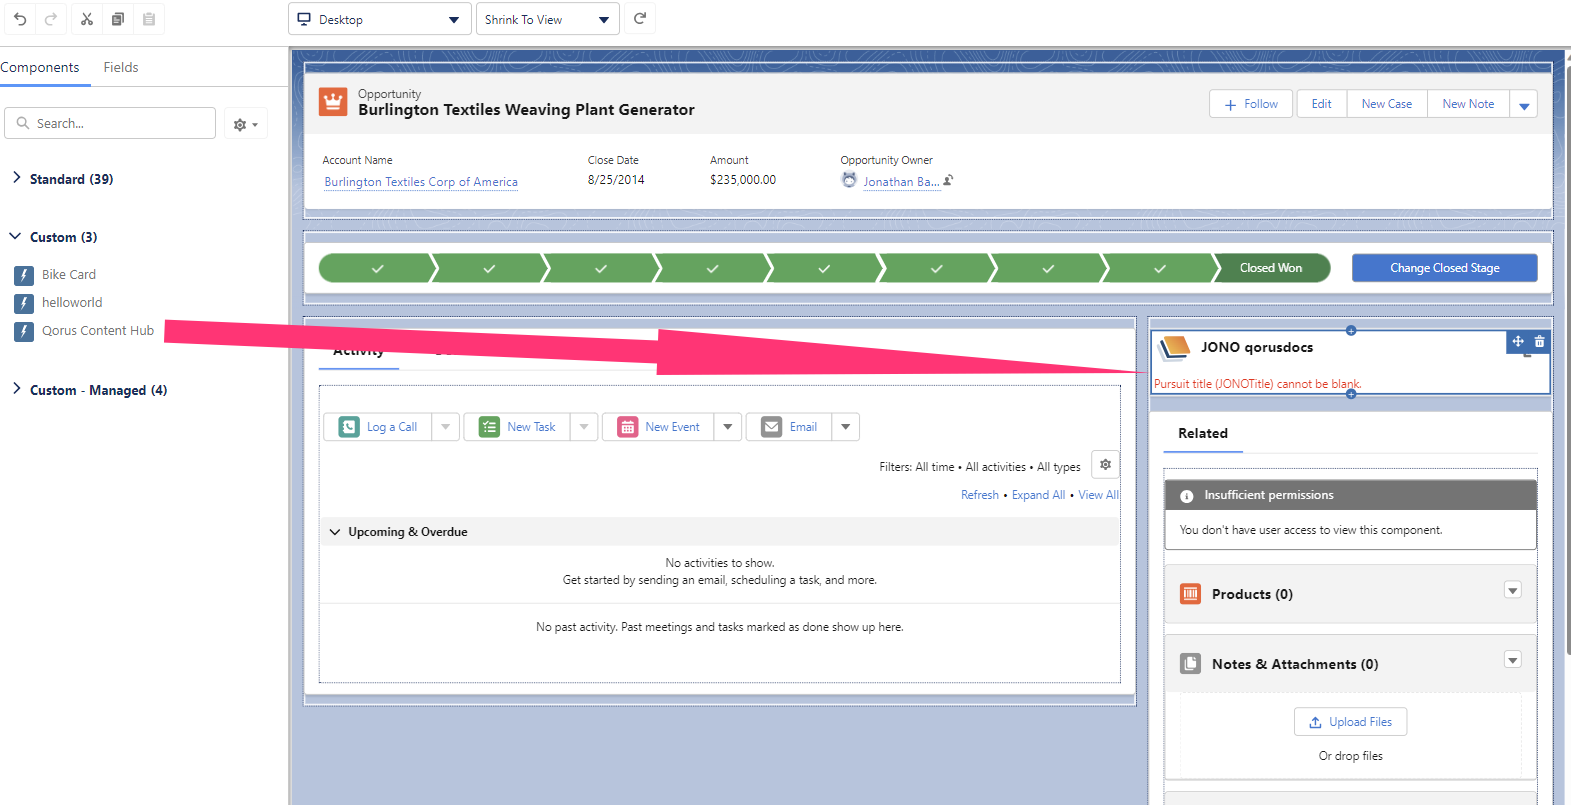 Desktop
Shrink To View
Components
Fields
Search...
Standard (39)
Custom (3)
Bike Card
helloworld
Qorus Content Hub
Custom - Managed (4)
Opportunity
Burlington Textiles Weaving Plant Generator
Follow
Edit
New Case
New Note
Account Name
Close Date
Amount
Opportunity Owner
Burlington Textiles Corp of America
8/25/2014
$235,000.00
Jonathan Ba...
Closed Won
Change Closed Stage
Activity
Log a Call
New Task
New Event
Email
Filters: All time • All activities • All types
Refresh • Expand All • View All
Upcoming & Overdue
No activities to show.
Get started by sending an email, scheduling a task, and more.
No past activity. Past meetings and tasks marked as done show up here.
JONO qorusdocs
Pursuit title (JONOTitle) cannot be blank.
Related
Insufficient permissions
You don't have user access to view this component.
Products (0)
Notes & Attachments (0)
Upload Files
Or drop files